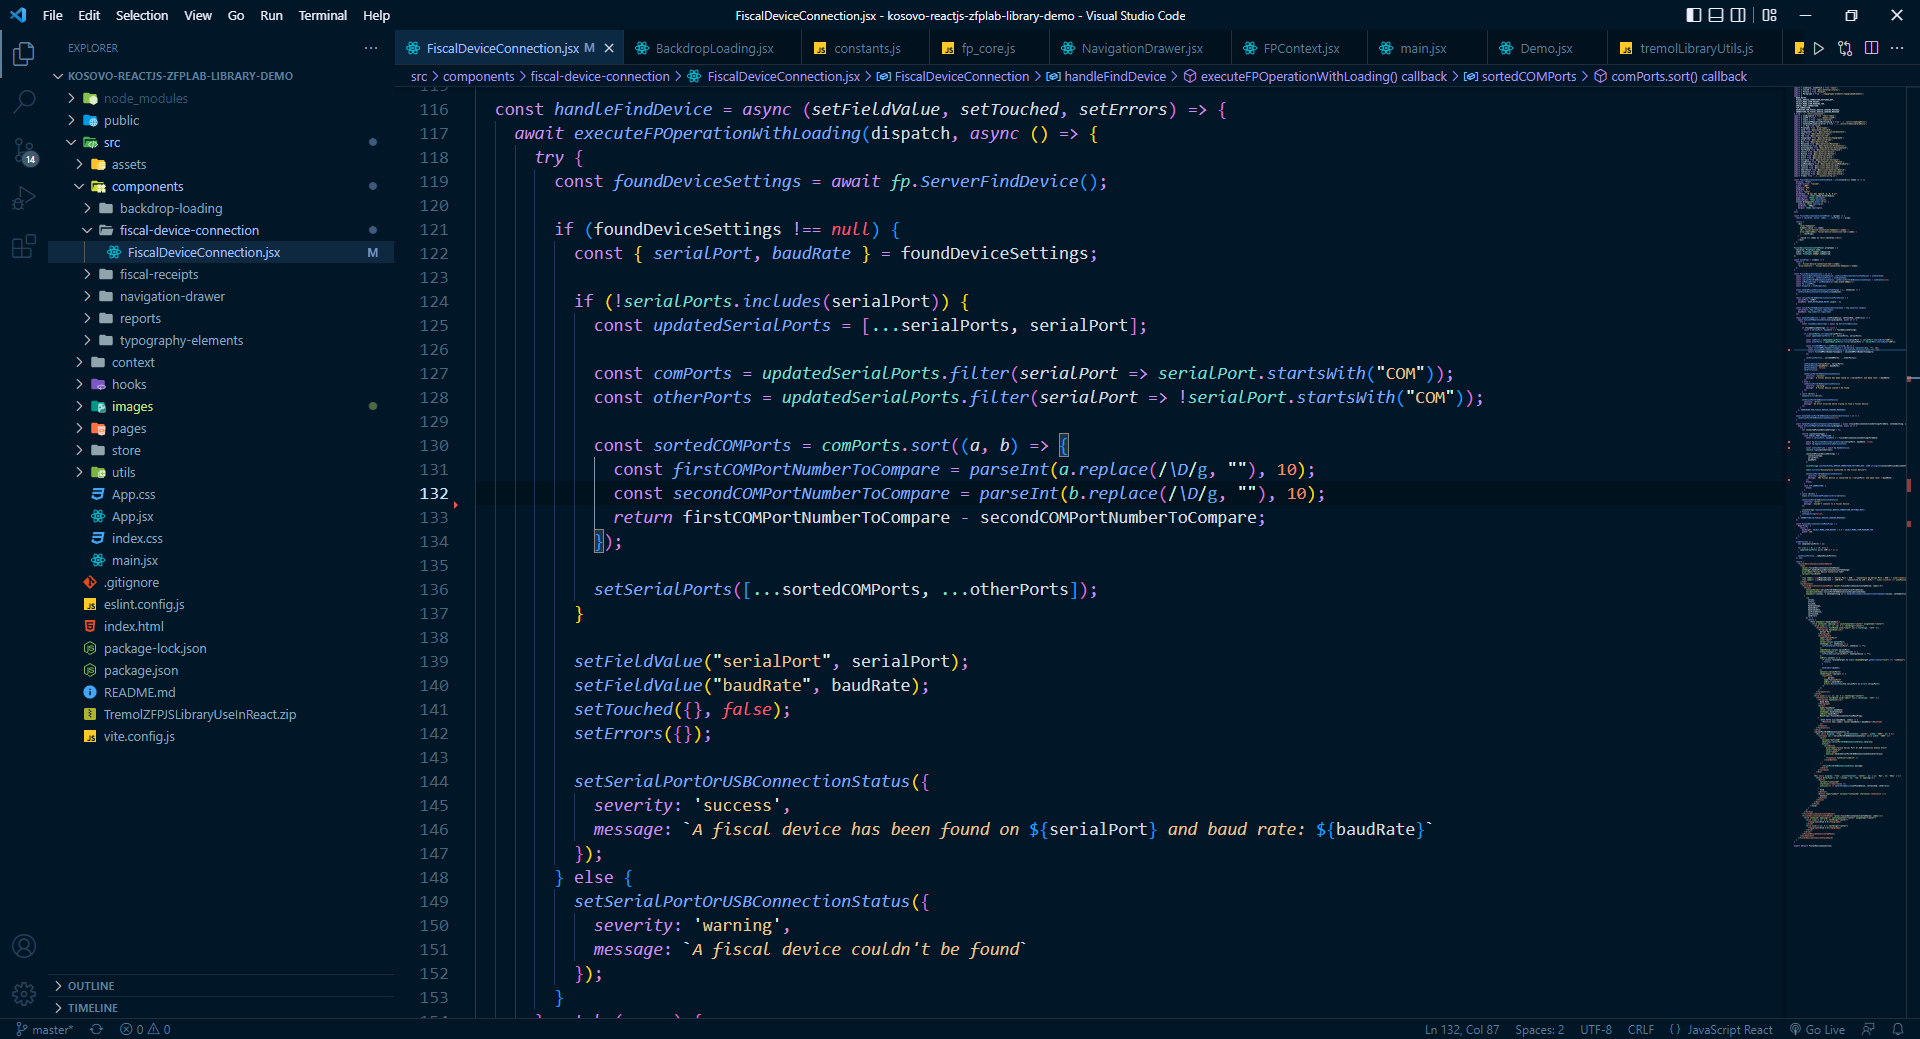 File Edit Selection View Go Run Terminal Help
FiscalDeviceConnection.jsx - kosovo-reactjs-zfplab-library-demo - Visual Studio Code
EXPLORER
KOSOVO-REACTJS-ZFPLAB-LIBRARY-DEMO
node_modules
public
src
assets
components
backdrop-loading
fiscal-device-connection
FiscalDeviceConnection.jsx M
fiscal-receipts
navigation-drawer
reports
typography-elements
context
hooks
images
pages
store
utils
App.css
App.jsx
index.css
main.jsx
.gitignore
eslint.config.js
index.html
package-lock.json
package.json
README.md
TremolZFPJSLibraryUseInReact.zip
vite.config.js
OUTLINE
TIMELINE
14
FiscalDeviceConnection.jsx M BackdropLoading.jsx constants.js fp_core.js NavigationDrawer.jsx FPContext.jsx main.jsx Demo.jsx tremolLibraryUtils.js
src > components > fiscal-device-connection > FiscalDeviceConnection.jsx > FiscalDeviceConnection > handleFindDevice > executeFPOperationWithLoading() callback > sortedCOMPorts > comPorts.sort() callback
116 const handleFindDevice = async (setFieldValue, setTouched, setErrors) => {
117 await executeFPOperationWithLoading(dispatch, async () => {
118 try {
119 const foundDeviceSettings = await fp.ServerFindDevice();
120
121 if (foundDeviceSettings !== null) {
122 const { serialPort, baudRate } = foundDeviceSettings;
123
124 if (!serialPorts.includes(serialPort)) {
125 const updatedSerialPorts = [...serialPorts, serialPort];
126
127 const comPorts = updatedSerialPorts.filter(serialPort => serialPort.startsWith("COM"));
128 const otherPorts = updatedSerialPorts.filter(serialPort => !serialPort.startsWith("COM"));
129
130 const sortedCOMPorts = comPorts.sort((a, b) => {
131 const firstCOMPortNumberToCompare = parseInt(a.replace(/\D/g, ""), 10);
132 const secondCOMPortNumberToCompare = parseInt(b.replace(/\D/g, ""), 10);
133 return firstCOMPortNumberToCompare - secondCOMPortNumberToCompare;
134 });
135
136 setSerialPorts([...sortedCOMPorts, ...otherPorts]);
137 }
138
139 setFieldValue("serialPort", serialPort);
140 setFieldValue("baudRate", baudRate);
141 setTouched({}, false);
142 setErrors({});
143
144 setSerialPortOrUSBConnectionStatus({
145 severity: 'success',
146 message: `A fiscal device has been found on ${serialPort} and baud rate: ${baudRate}`
147 });
148 } else {
149 setSerialPortOrUSBConnectionStatus({
150 severity: 'warning',
151 message: `A fiscal device couldn't be found`
152 });
153 }
master* 0 0
Ln 132, Col 87 Spaces: 2 UTF-8 CRLF { } JavaScript React Go Live